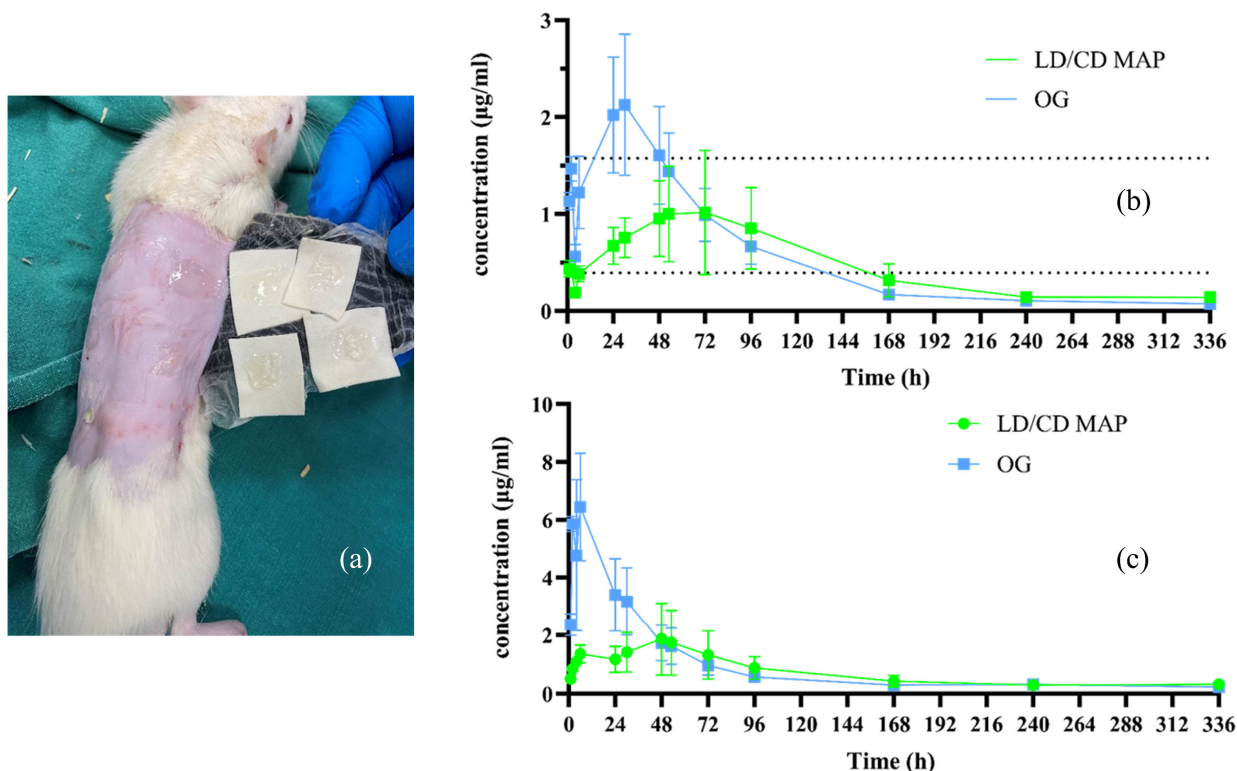 (a)
3
2
1
0
concentration (μg/ml)
LD/CD MAP
OG
(b)
0 24 48 72 96 120 144 168 192 216 240 264 288 312 336
Time (h)
10
8
6
4
2
0
concentration (μg/ml)
LD/CD MAP
OG
(c)
0 24 48 72 96 120 144 168 192 216 240 264 288 312 336
Time (h)